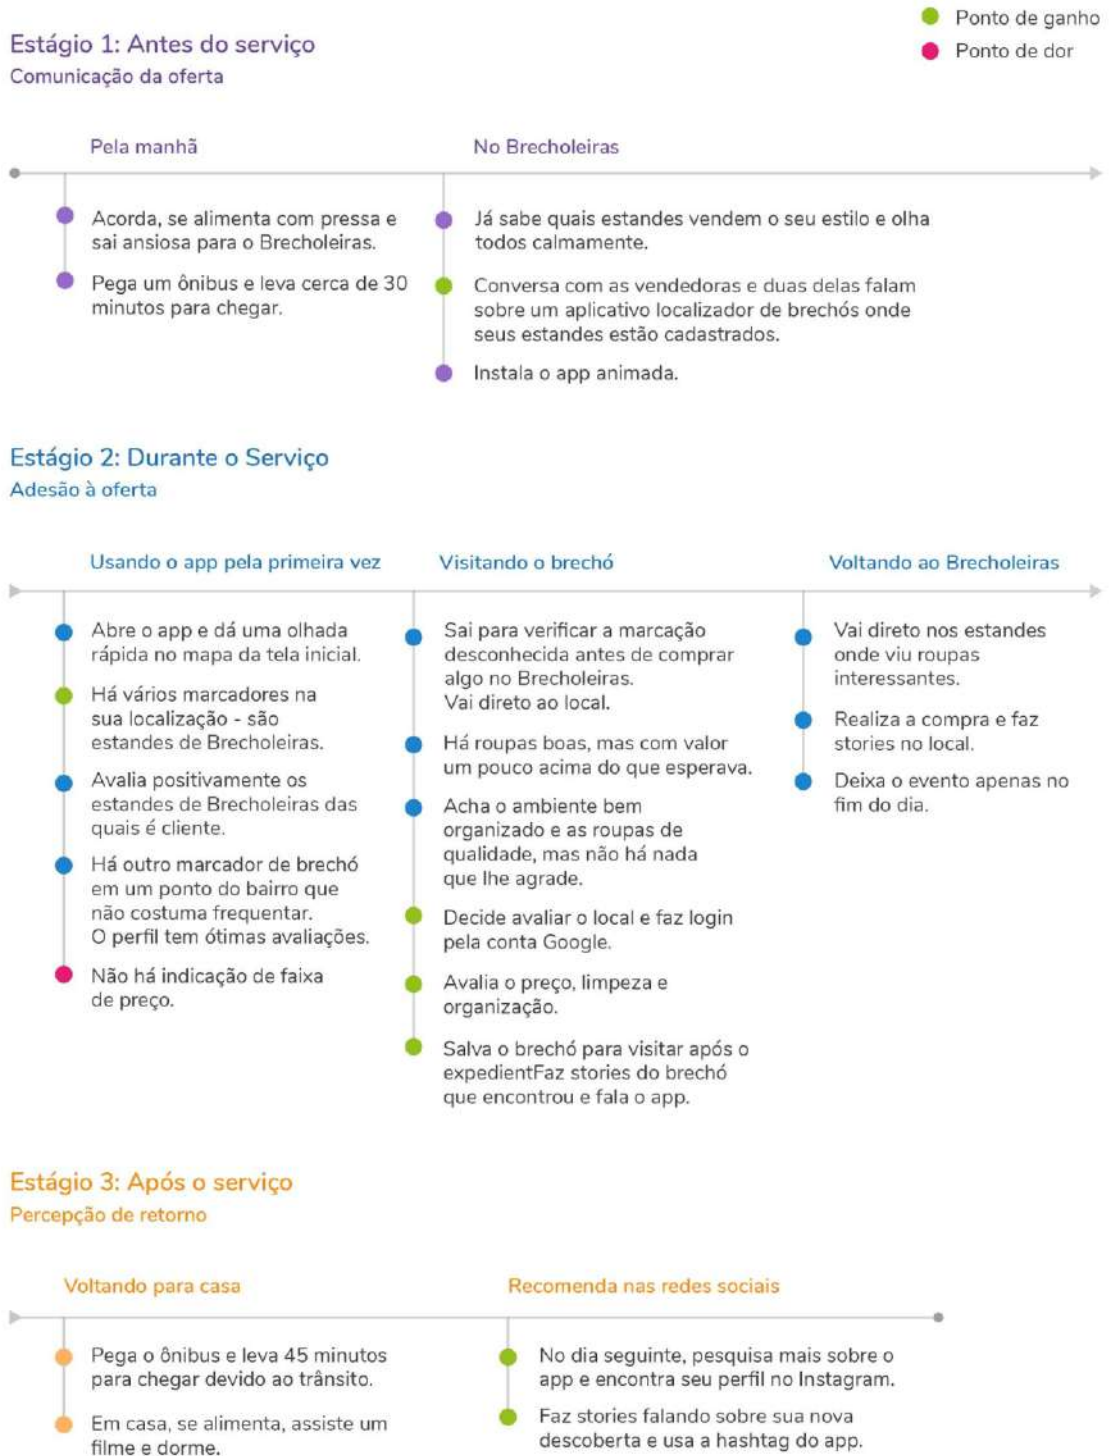 Ponto de ganho
Ponto de dor
Estágio 1: Antes do serviço
Comunicação da oferta
Pela manhã
Acorda, se alimenta com pressa e
sai ansiosa para o Brecholeiras.
Pega um ônibus e leva cerca de 30
minutos para chegar.
No Brecholeiras
Já sabe quais estandes vendem o seu estilo e olha
todos calmamente.
Conversa com as vendedoras e duas delas falam
sobre um aplicativo localizador de brechós onde
seus estandes estão cadastrados.
Instala o app animada.
Estágio 2: Durante o Serviço
Adesão à oferta
Usando o app pela primeira vez
Abre o app e dá uma olhada
rápida no mapa da tela inicial.
Há vários marcadores na
sua localização - são
estandes de Brecholeiras.
Avalia positivamente os
estandes de Brecholeiras das
quais é cliente.
Há outro marcador de brechó
em um ponto do bairro que
não costuma frequentar.
O perfil tem ótimas avaliações.
Não há indicação de faixa
de preço.
Visitando o brechó
Sai para verificar a marcação
desconhecida antes de comprar
algo no Brecholeiras.
Vai direto ao local.
Há roupas boas, mas com valor
um pouco acima do que esperava.
Acha o ambiente bem
organizado e as roupas de
qualidade, mas não há nada
que lhe agrade.
Decide avaliar o local e faz login
pela conta Google.
Avalia o preço, limpeza e
organização.
Salva o brechó para visitar após o
expedientFaz stories do brechó
que encontrou e fala o app.
Voltando ao Brecholeiras
Vai direto nos estandes
onde viu roupas
interessantes.
Realiza a compra e faz
stories no local.
Deixa o evento apenas no
fim do dia.
Estágio 3: Após o serviço
Percepção de retorno
Voltando para casa
Pega o ônibus e leva 45 minutos
para chegar devido ao trânsito.
Em casa, se alimenta, assiste um
filme e dorme.
Recomenda nas redes sociais
No dia seguinte, pesquisa mais sobre o
app e encontra seu perfil no Instagram.
Faz stories falando sobre sua nova
descoberta e usa a hashtag do app.